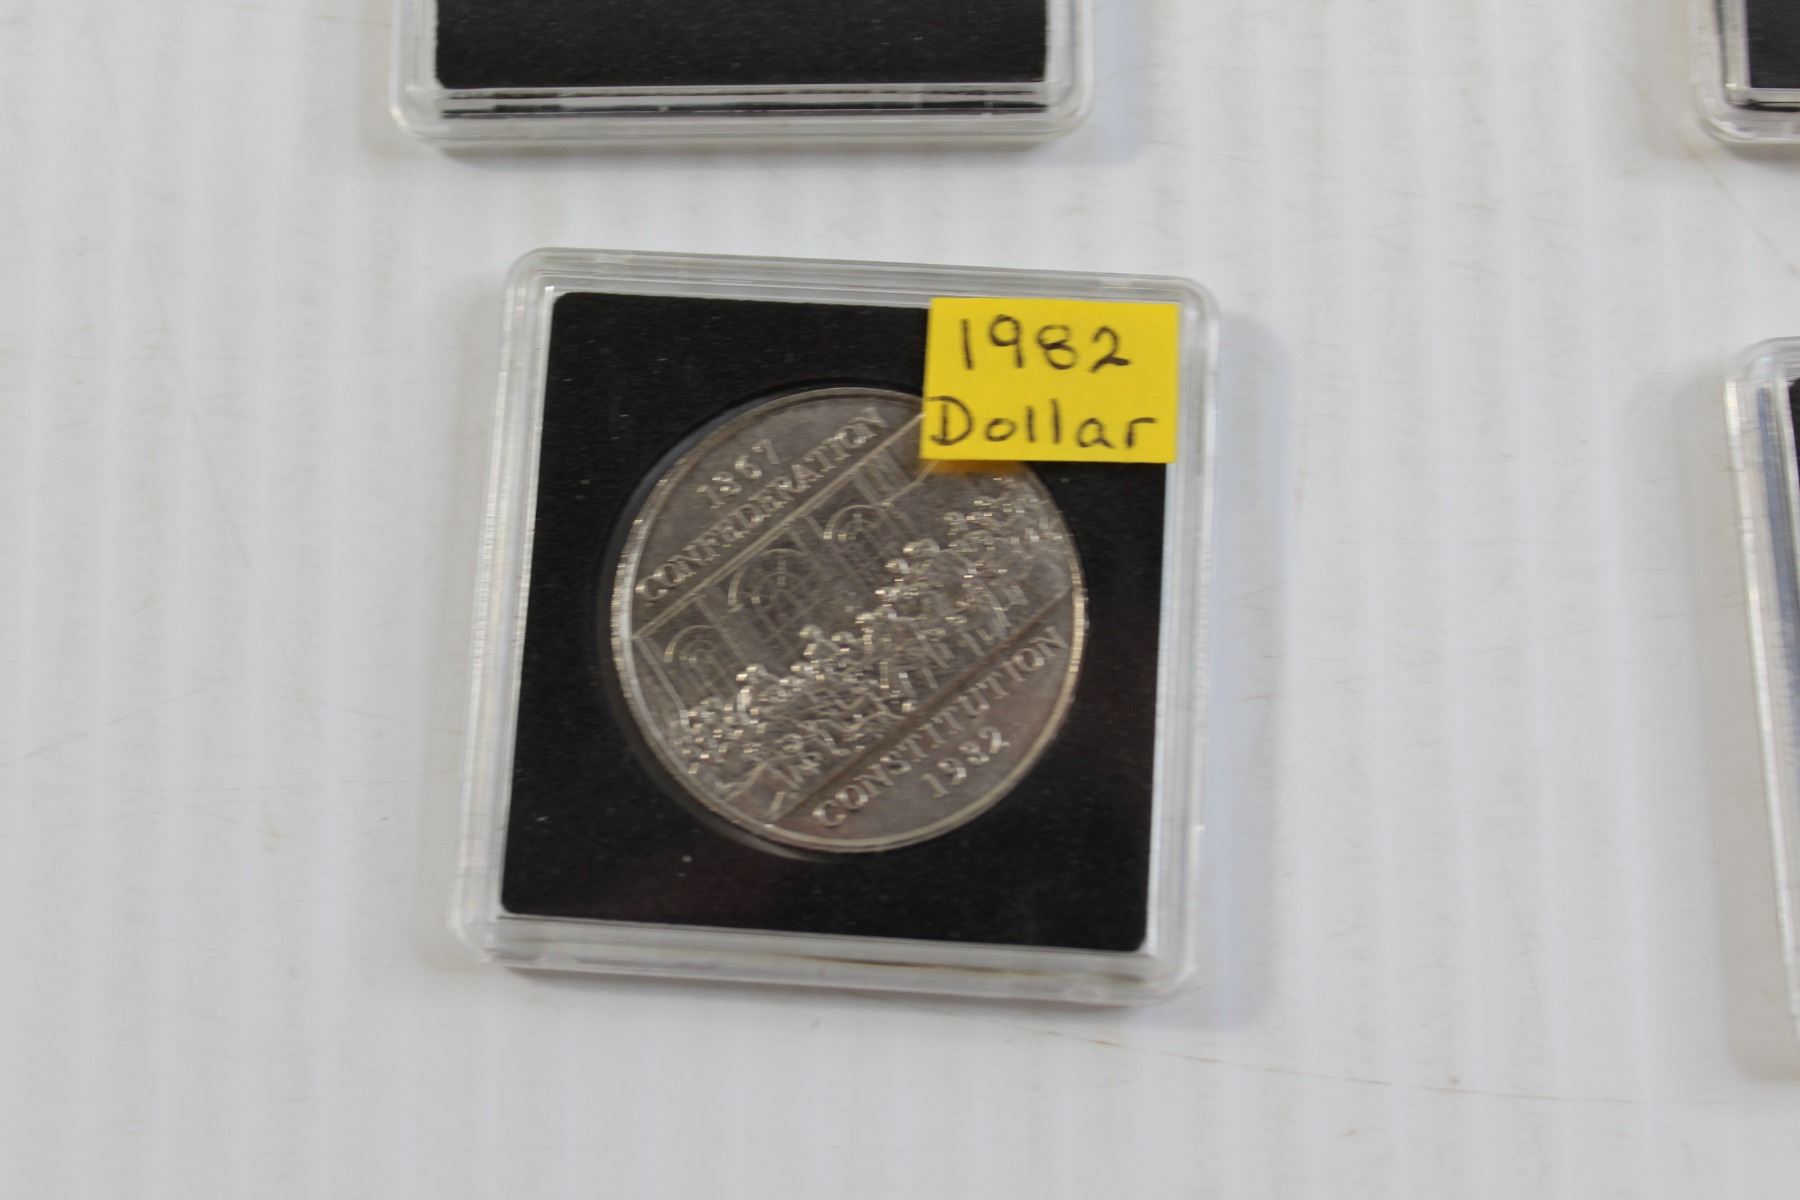 1982
Dollar
1867
CONFEDERATION
CONSTITUTION
1982